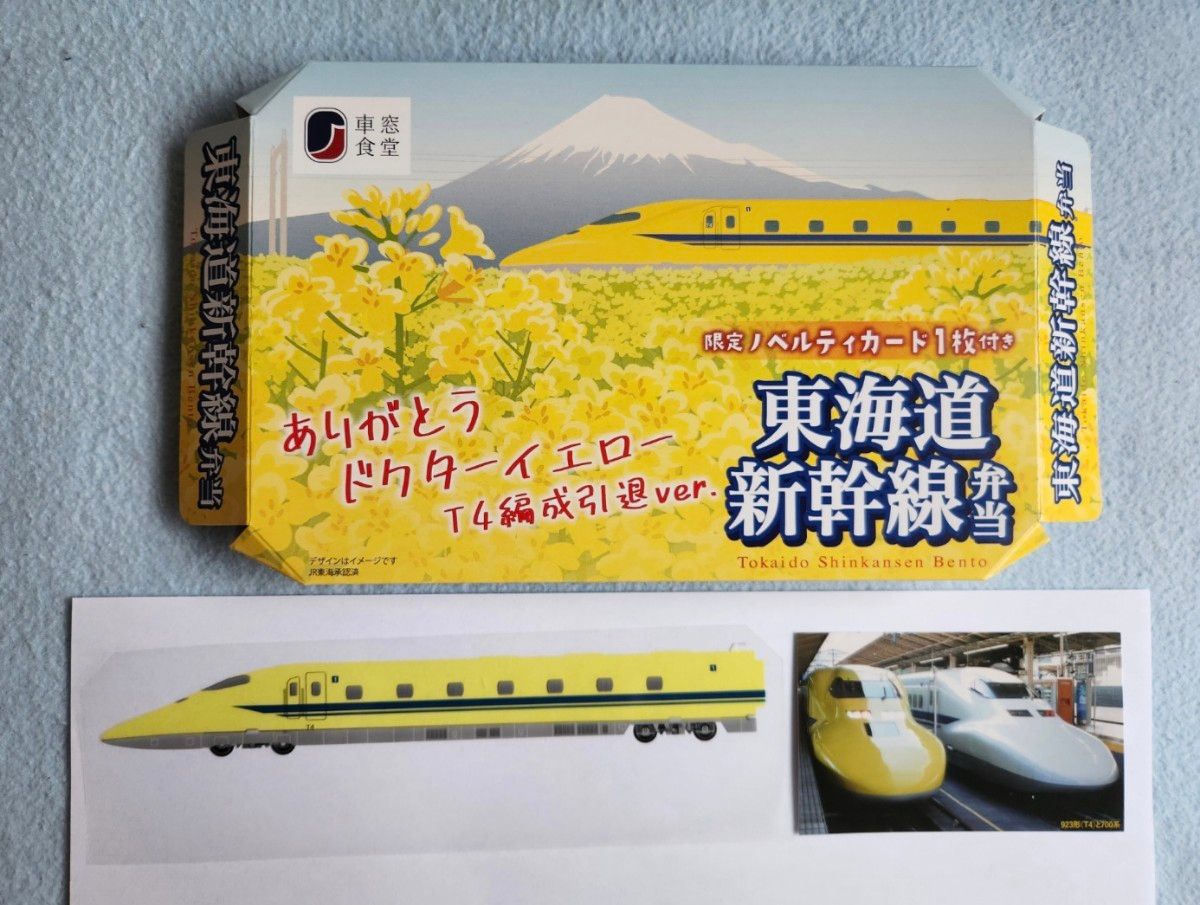 車窓
食堂
東海道新幹線弁当
限定ノベルティカード1枚付き
ありがとう
ドクターイエロー
T4編成引退ver.
東海道
新幹線弁当
Tokaido Shinkansen Bento
デザインはイメージです
JR東海承認済
東海道新幹線弁当
1
1
T4
923形(T4)と700系